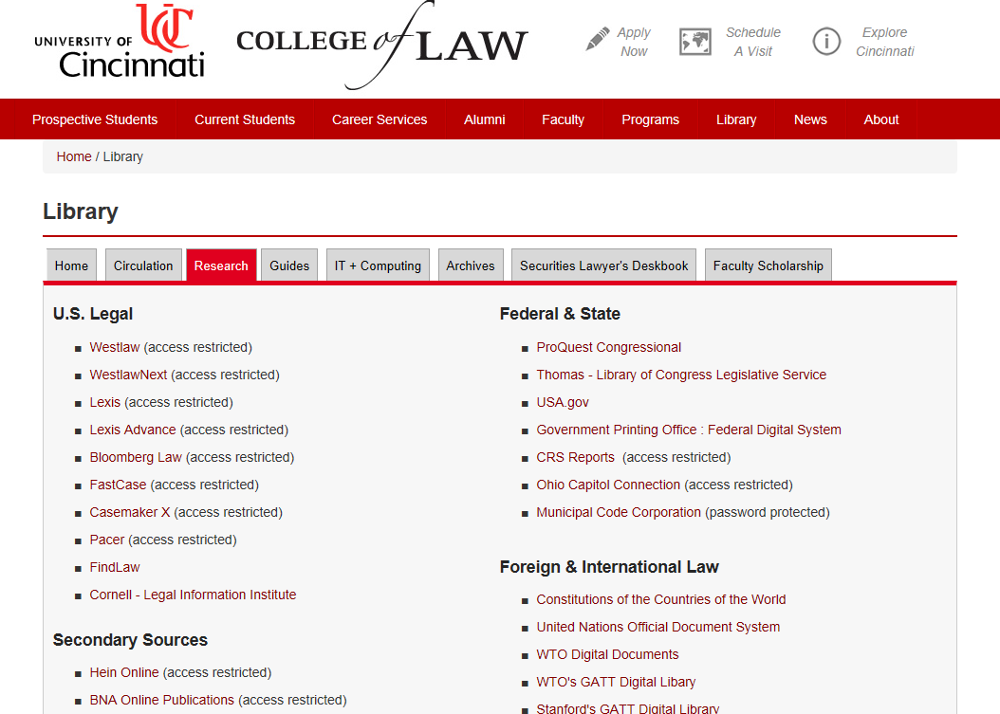 UNIVERSITY OF
UC
Cincinnati
COLLEGE of LAW
Apply
Now
Schedule
A Visit
Explore
Cincinnati
Prospective Students
Current Students
Career Services
Alumni
Faculty
Programs
Library
News
About
Home / Library
Library
Home
Circulation
Research
Guides
IT + Computing
Archives
Securities Lawyer's Deskbook
Faculty Scholarship
U.S. Legal
Westlaw (access restricted)
WestlawNext (access restricted)
Lexis (access restricted)
Lexis Advance (access restricted)
Bloomberg Law (access restricted)
FastCase (access restricted)
Casemaker X (access restricted)
Pacer (access restricted)
FindLaw
Cornell - Legal Information Institute
Secondary Sources
Hein Online (access restricted)
BNA Online Publications (access restricted)
Federal & State
ProQuest Congressional
Thomas - Library of Congress Legislative Service
USA.gov
Government Printing Office : Federal Digital System
CRS Reports (access restricted)
Ohio Capitol Connection (access restricted)
Municipal Code Corporation (password protected)
Foreign & International Law
Constitutions of the Countries of the World
United Nations Official Document System
WTO Digital Documents
WTO's GATT Digital Libary
Stanford's GATT Digital Library